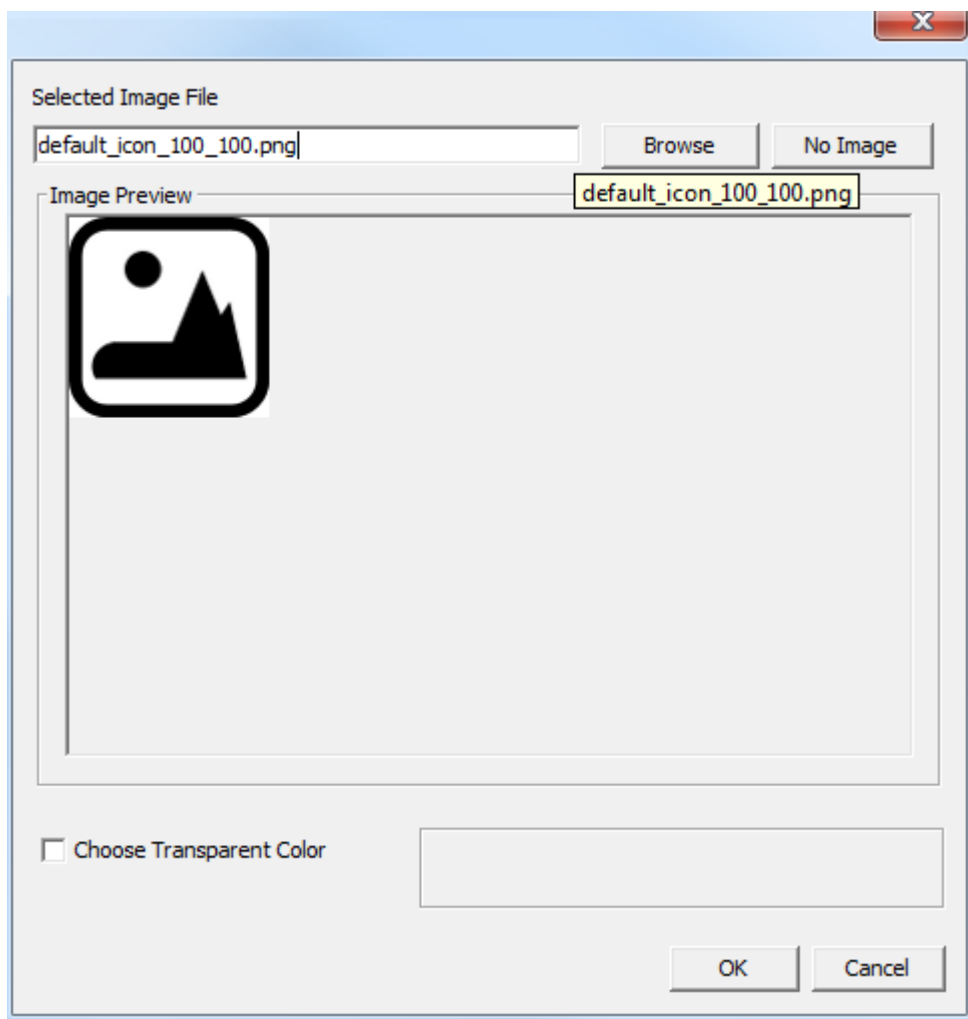 Selected Image File
default_icon_100_100.png
Browse
No Image
default_icon_100_100.png
Image Preview
Choose Transparent Color
OK
Cancel